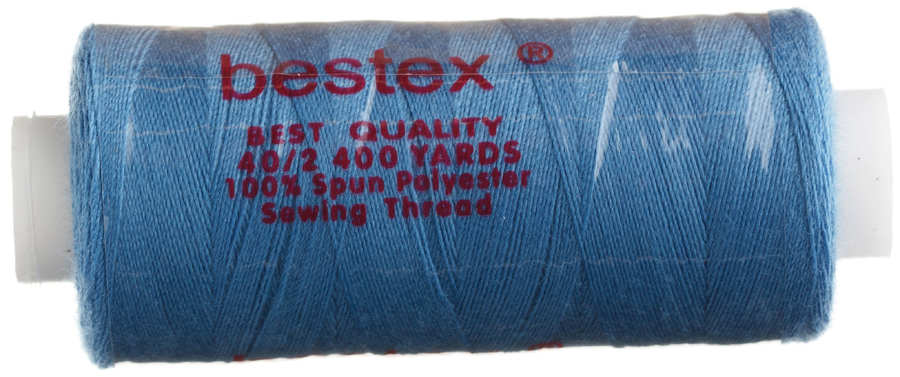 bestex ®
BEST QUALITY
40/2 400 YARDS
100% Spun Polyester
Sewing Thread